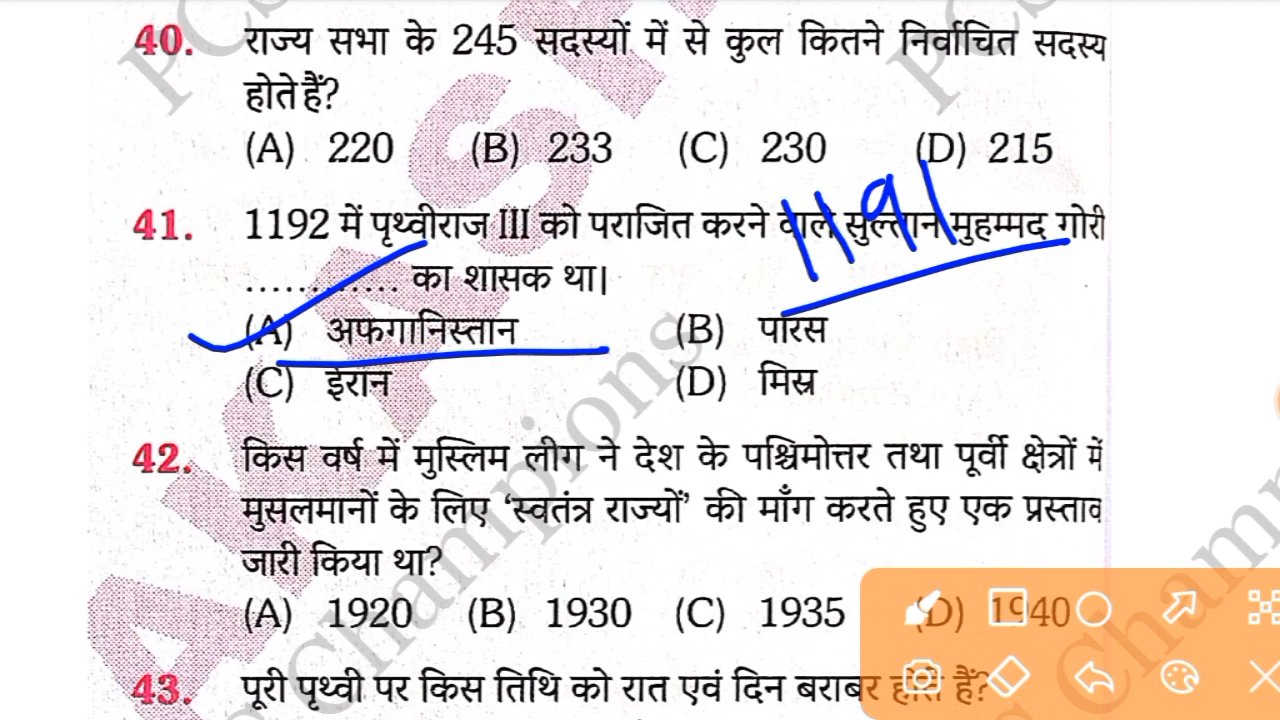 40. राज्य सभा के 245 सदस्यों में से कुल कितने निर्वाचित सदस्य
होते हैं?
(A) 220 (B) 233 (C) 230 (D) 215
1191
41. 1192 में पृथ्वीराज III को पराजित करने वाले सुल्तान मुहम्मद गोरी
............ का शासक था।
(A) अफगानिस्तान (B) पारस
(C) ईरान (D) मिस्र
42. किस वर्ष में मुस्लिम लीग ने देश के पश्चिमोत्तर तथा पूर्वी क्षेत्रों में
मुसलमानों के लिए ‘स्वतंत्र राज्यों’ की माँग करते हुए एक प्रस्ताव
जारी किया था?
(A) 1920 (B) 1930 (C) 1935 (D) 1940
43. पूरी पृथ्वी पर किस तिथि को रात एवं दिन बराबर होते हैं?
Champions